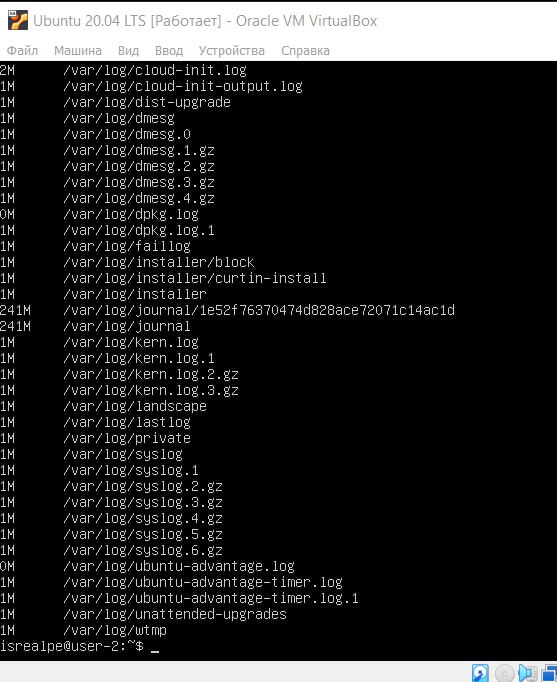 Ubuntu 20.04 LTS [Работает] - Oracle VM VirtualBox
Файл Машина Вид Ввод Устройства Справка
2M /var/log/cloud-init.log
1M /var/log/cloud-init-output.log
1M /var/log/dist-upgrade
1M /var/log/dmesg
1M /var/log/dmesg.0
1M /var/log/dmesg.1.gz
1M /var/log/dmesg.2.gz
1M /var/log/dmesg.3.gz
1M /var/log/dmesg.4.gz
0M /var/log/dpkg.log
1M /var/log/dpkg.log.1
1M /var/log/faillog
1M /var/log/installer/block
1M /var/log/installer/curtin-install
1M /var/log/installer
241M /var/log/journal/1e52f76370474d828ace72071c14ac1d
241M /var/log/journal
1M /var/log/kern.log
1M /var/log/kern.log.1
1M /var/log/kern.log.2.gz
1M /var/log/kern.log.3.gz
1M /var/log/landscape
1M /var/log/lastlog
1M /var/log/private
1M /var/log/syslog
1M /var/log/syslog.1
1M /var/log/syslog.2.gz
1M /var/log/syslog.3.gz
1M /var/log/syslog.4.gz
1M /var/log/syslog.5.gz
1M /var/log/syslog.6.gz
0M /var/log/ubuntu-advantage.log
1M /var/log/ubuntu-advantage-timer.log
1M /var/log/ubuntu-advantage-timer.log.1
1M /var/log/unattended-upgrades
1M /var/log/wtmp
isrealpe@user-2:~$ _